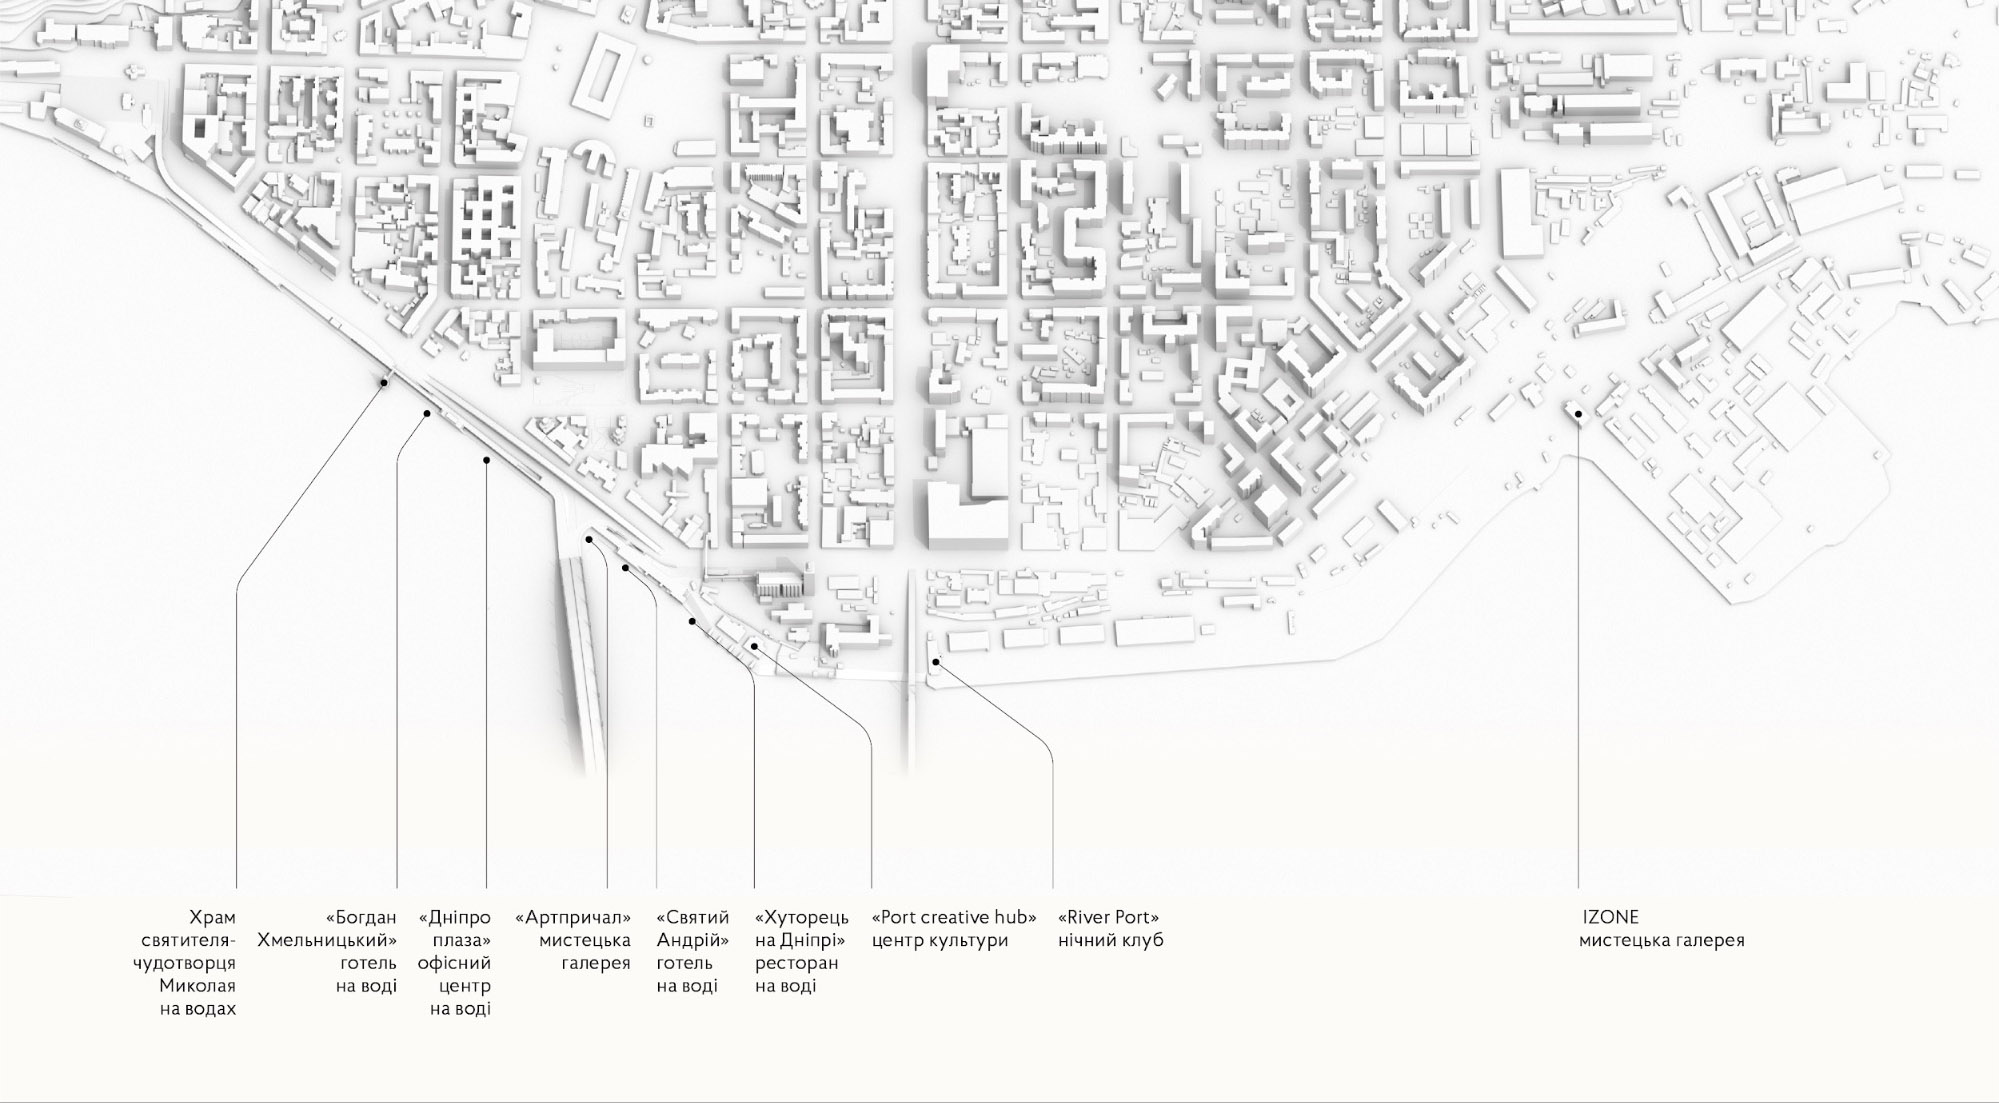 Храм
святителя-
чудотворця
Миколая
на водах
«Богдан
Хмельницький»
готель
на воді
«Дніпро
плаза»
офісний
центр
на воді
«Артпричал»
мистецька
галерея
«Святий
Андрій»
готель
на воді
«Хуторець
на Дніпрі»
ресторан
на воді
«Port creative hub»
центр культури
«River Port»
нічний клуб
IZONE
мистецька галерея